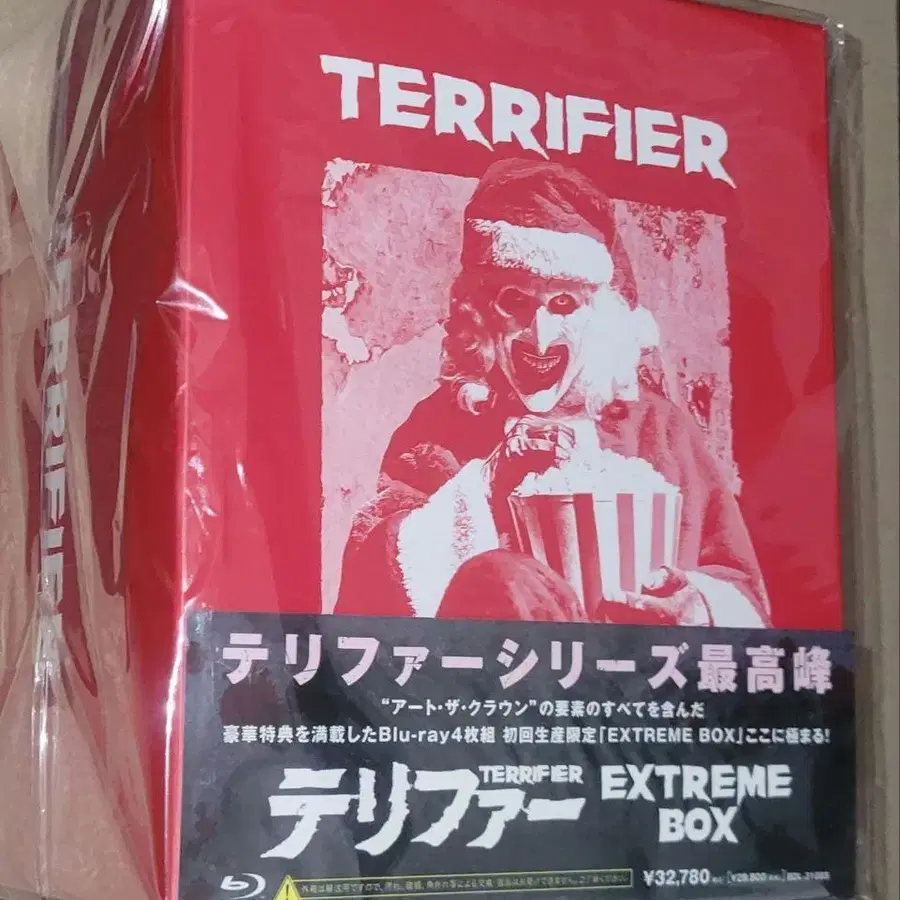 TERRIFIER
テリファーシリーズ最高峰
“アート・ザ・クラウン”の要素のすべてを含んだ
豪華特典を満載したBlu-ray4枚組 初回生産限定「EXTREME BOX」ここに極まる!
TERRIFIER
テリファー
EXTREME
BOX
¥32,780